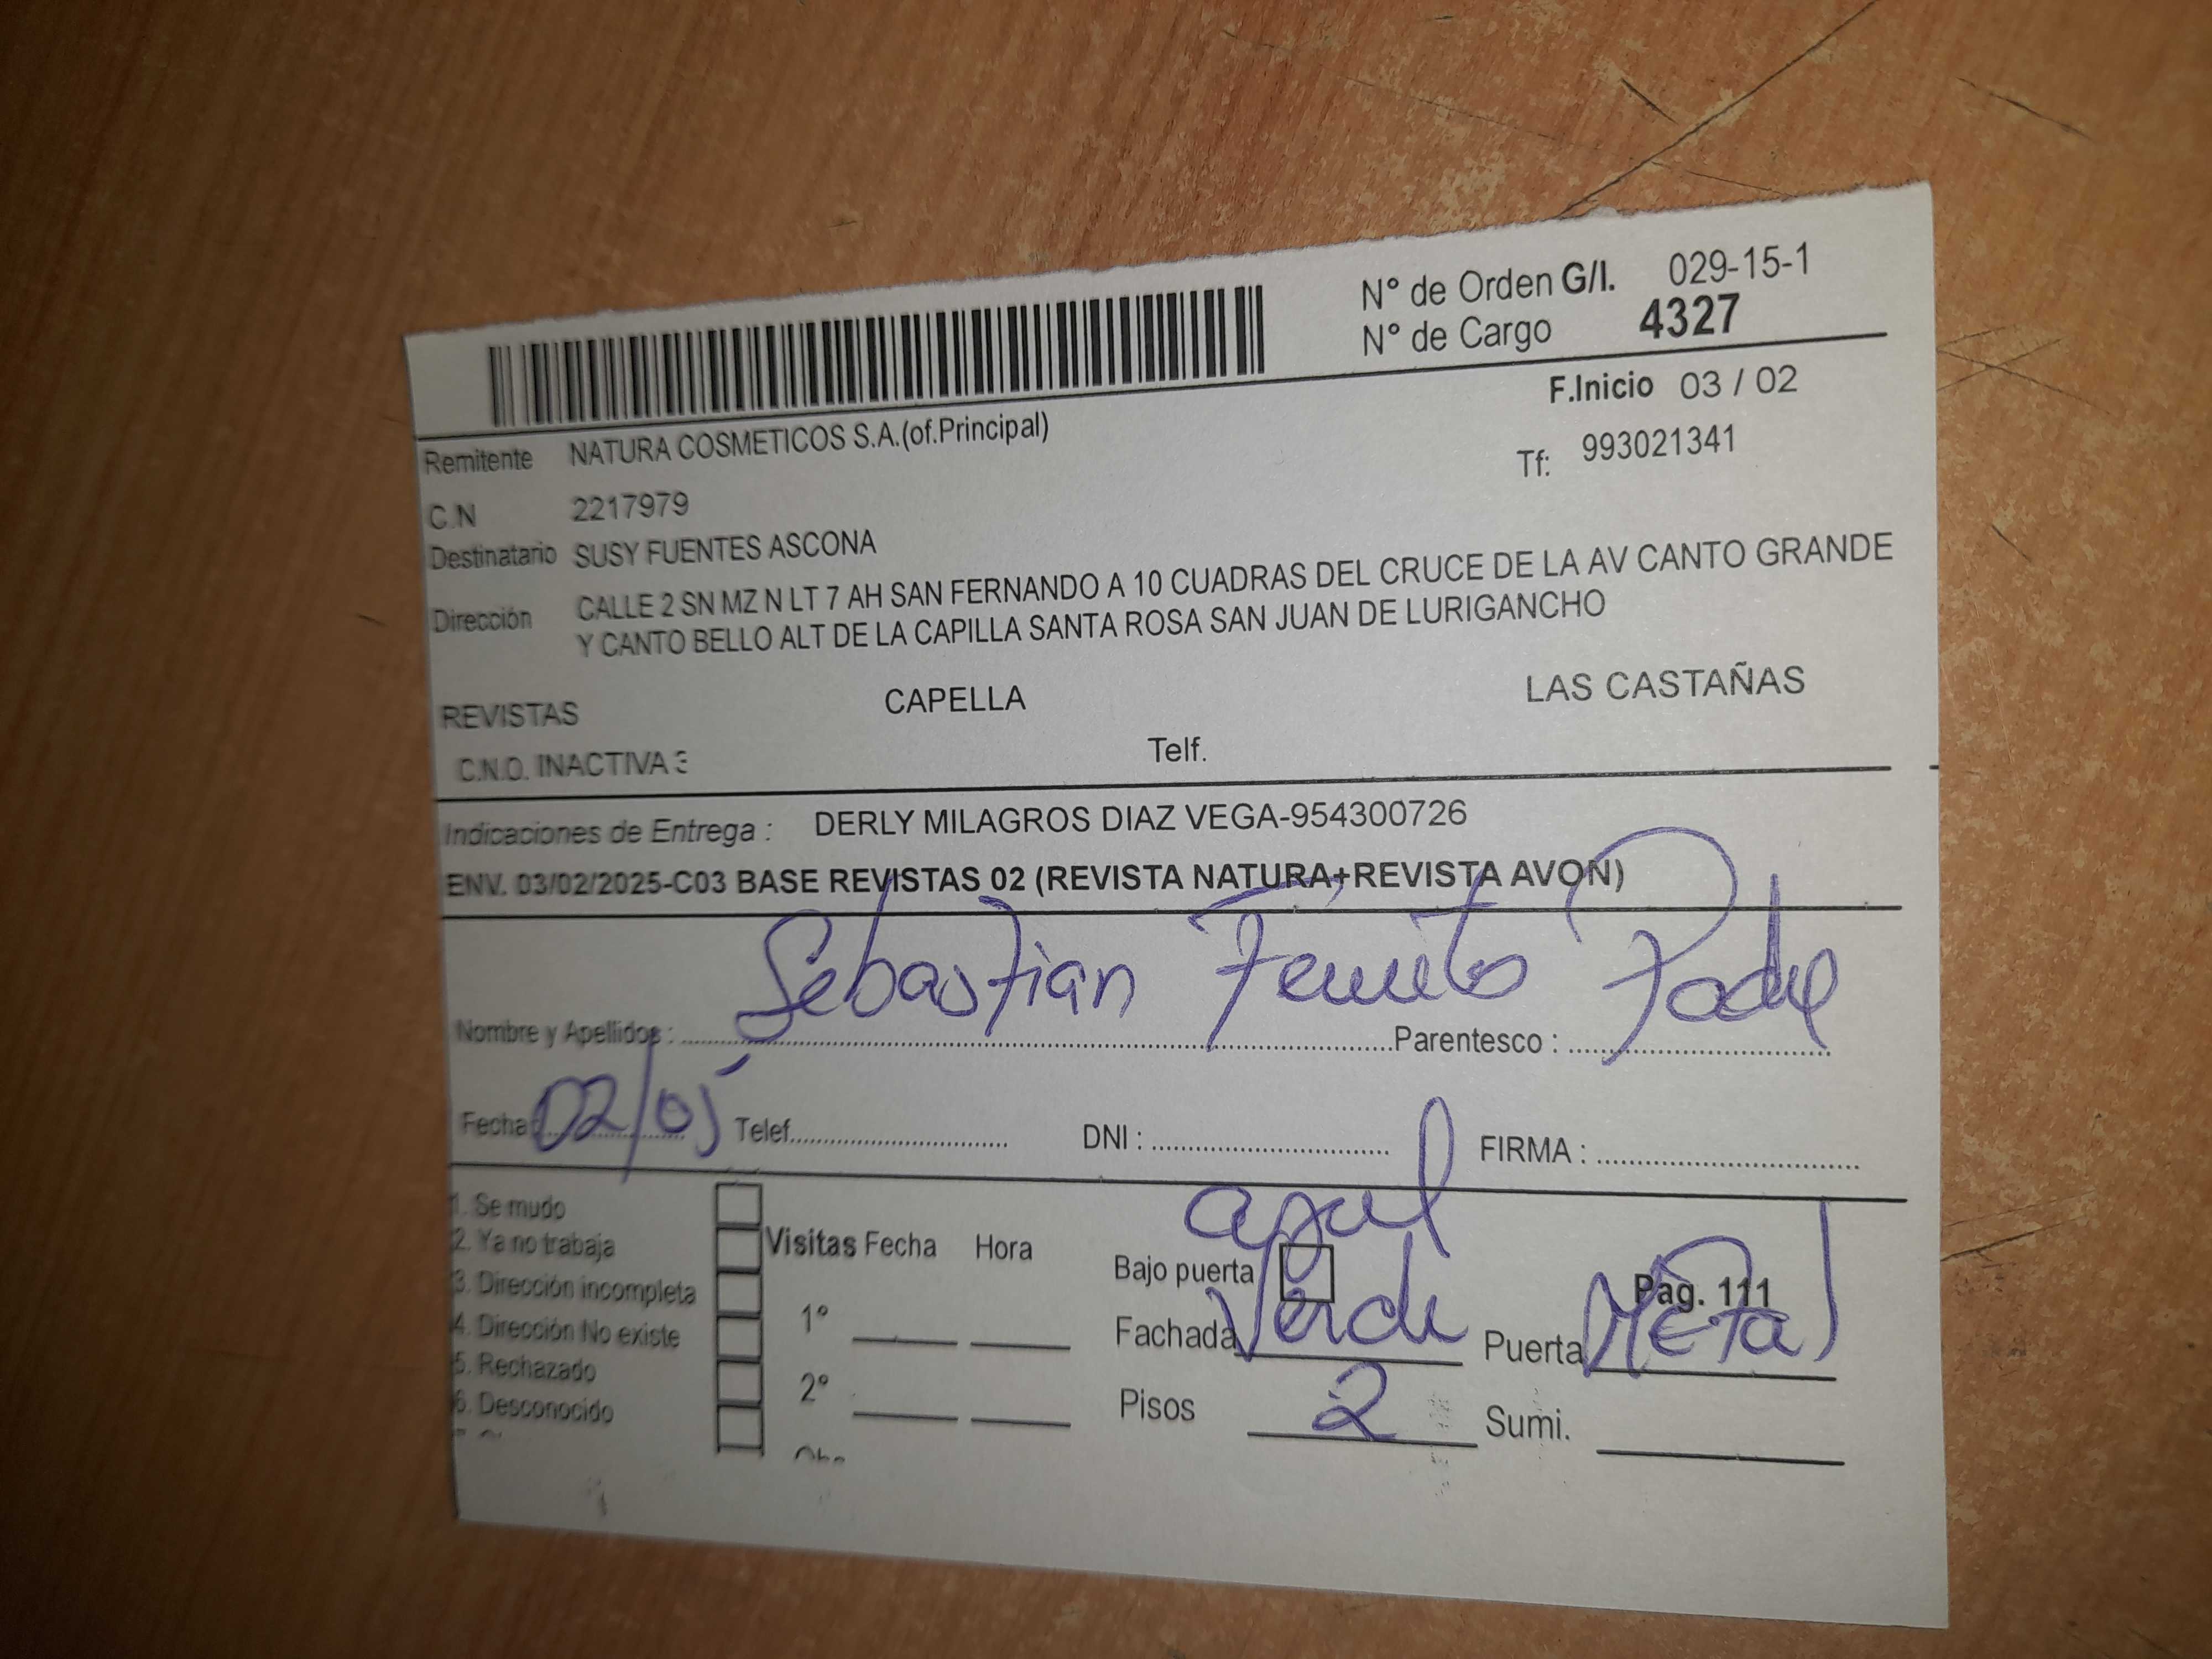 N° de Orden G/I. 029-15-1
N° de Cargo 4327
F.Inicio 03 / 02
Remitente NATURA COSMETICOS S.A.(of.Principal)
Tf: 993021341
C.N 2217979
Destinatario SUSY FUENTES ASCONA
Dirección CALLE 2 SN MZ N LT 7 AH SAN FERNANDO A 10 CUADRAS DEL CRUCE DE LA AV CANTO GRANDE
Y CANTO BELLO ALT DE LA CAPILLA SANTA ROSA SAN JUAN DE LURIGANCHO
REVISTAS CAPELLA LAS CASTAÑAS
C.N.O. INACTIVA 3 Telf.
Indicaciones de Entrega : DERLY MILAGROS DIAZ VEGA-954300726
ENV. 03/02/2025-C03 BASE REVISTAS 02 (REVISTA NATURA+REVISTA AVON)
Nombre y Apellidos : Sebastian Parentesco : Padre
Fecha 02/05 Telef. DNI : FIRMA :
1. Se mudo
2. Ya no trabaja
3. Dirección incompleta
4. Dirección No existe
5. Rechazado
6. Desconocido
Visitas Fecha Hora
1°
2°
azul
Bajo puerta Pag. 111
Fachada Verde Puerta Metal
Pisos 2 Sumi.